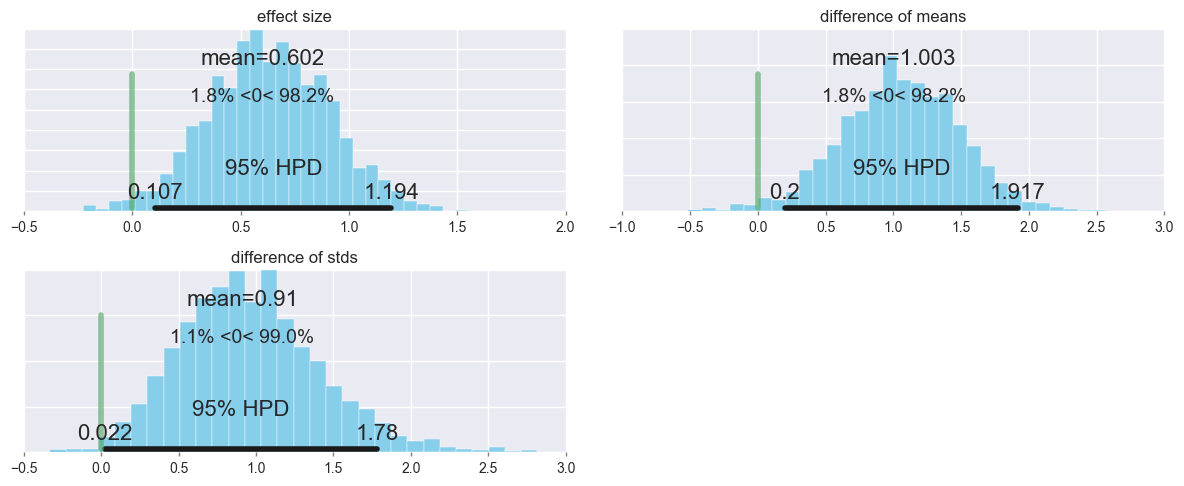 effect size
mean=0.602
1.8% <0< 98.2%
95% HPD
0.107 1.194
−0.5 0.0 0.5 1.0 1.5 2.0
difference of means
mean=1.003
1.8% <0< 98.2%
95% HPD
0.2 1.917
−1.0 −0.5 0.0 0.5 1.0 1.5 2.0 2.5 3.0
difference of stds
mean=0.91
1.1% <0< 99.0%
95% HPD
0.022 1.78
−0.5 0.0 0.5 1.0 1.5 2.0 2.5 3.0